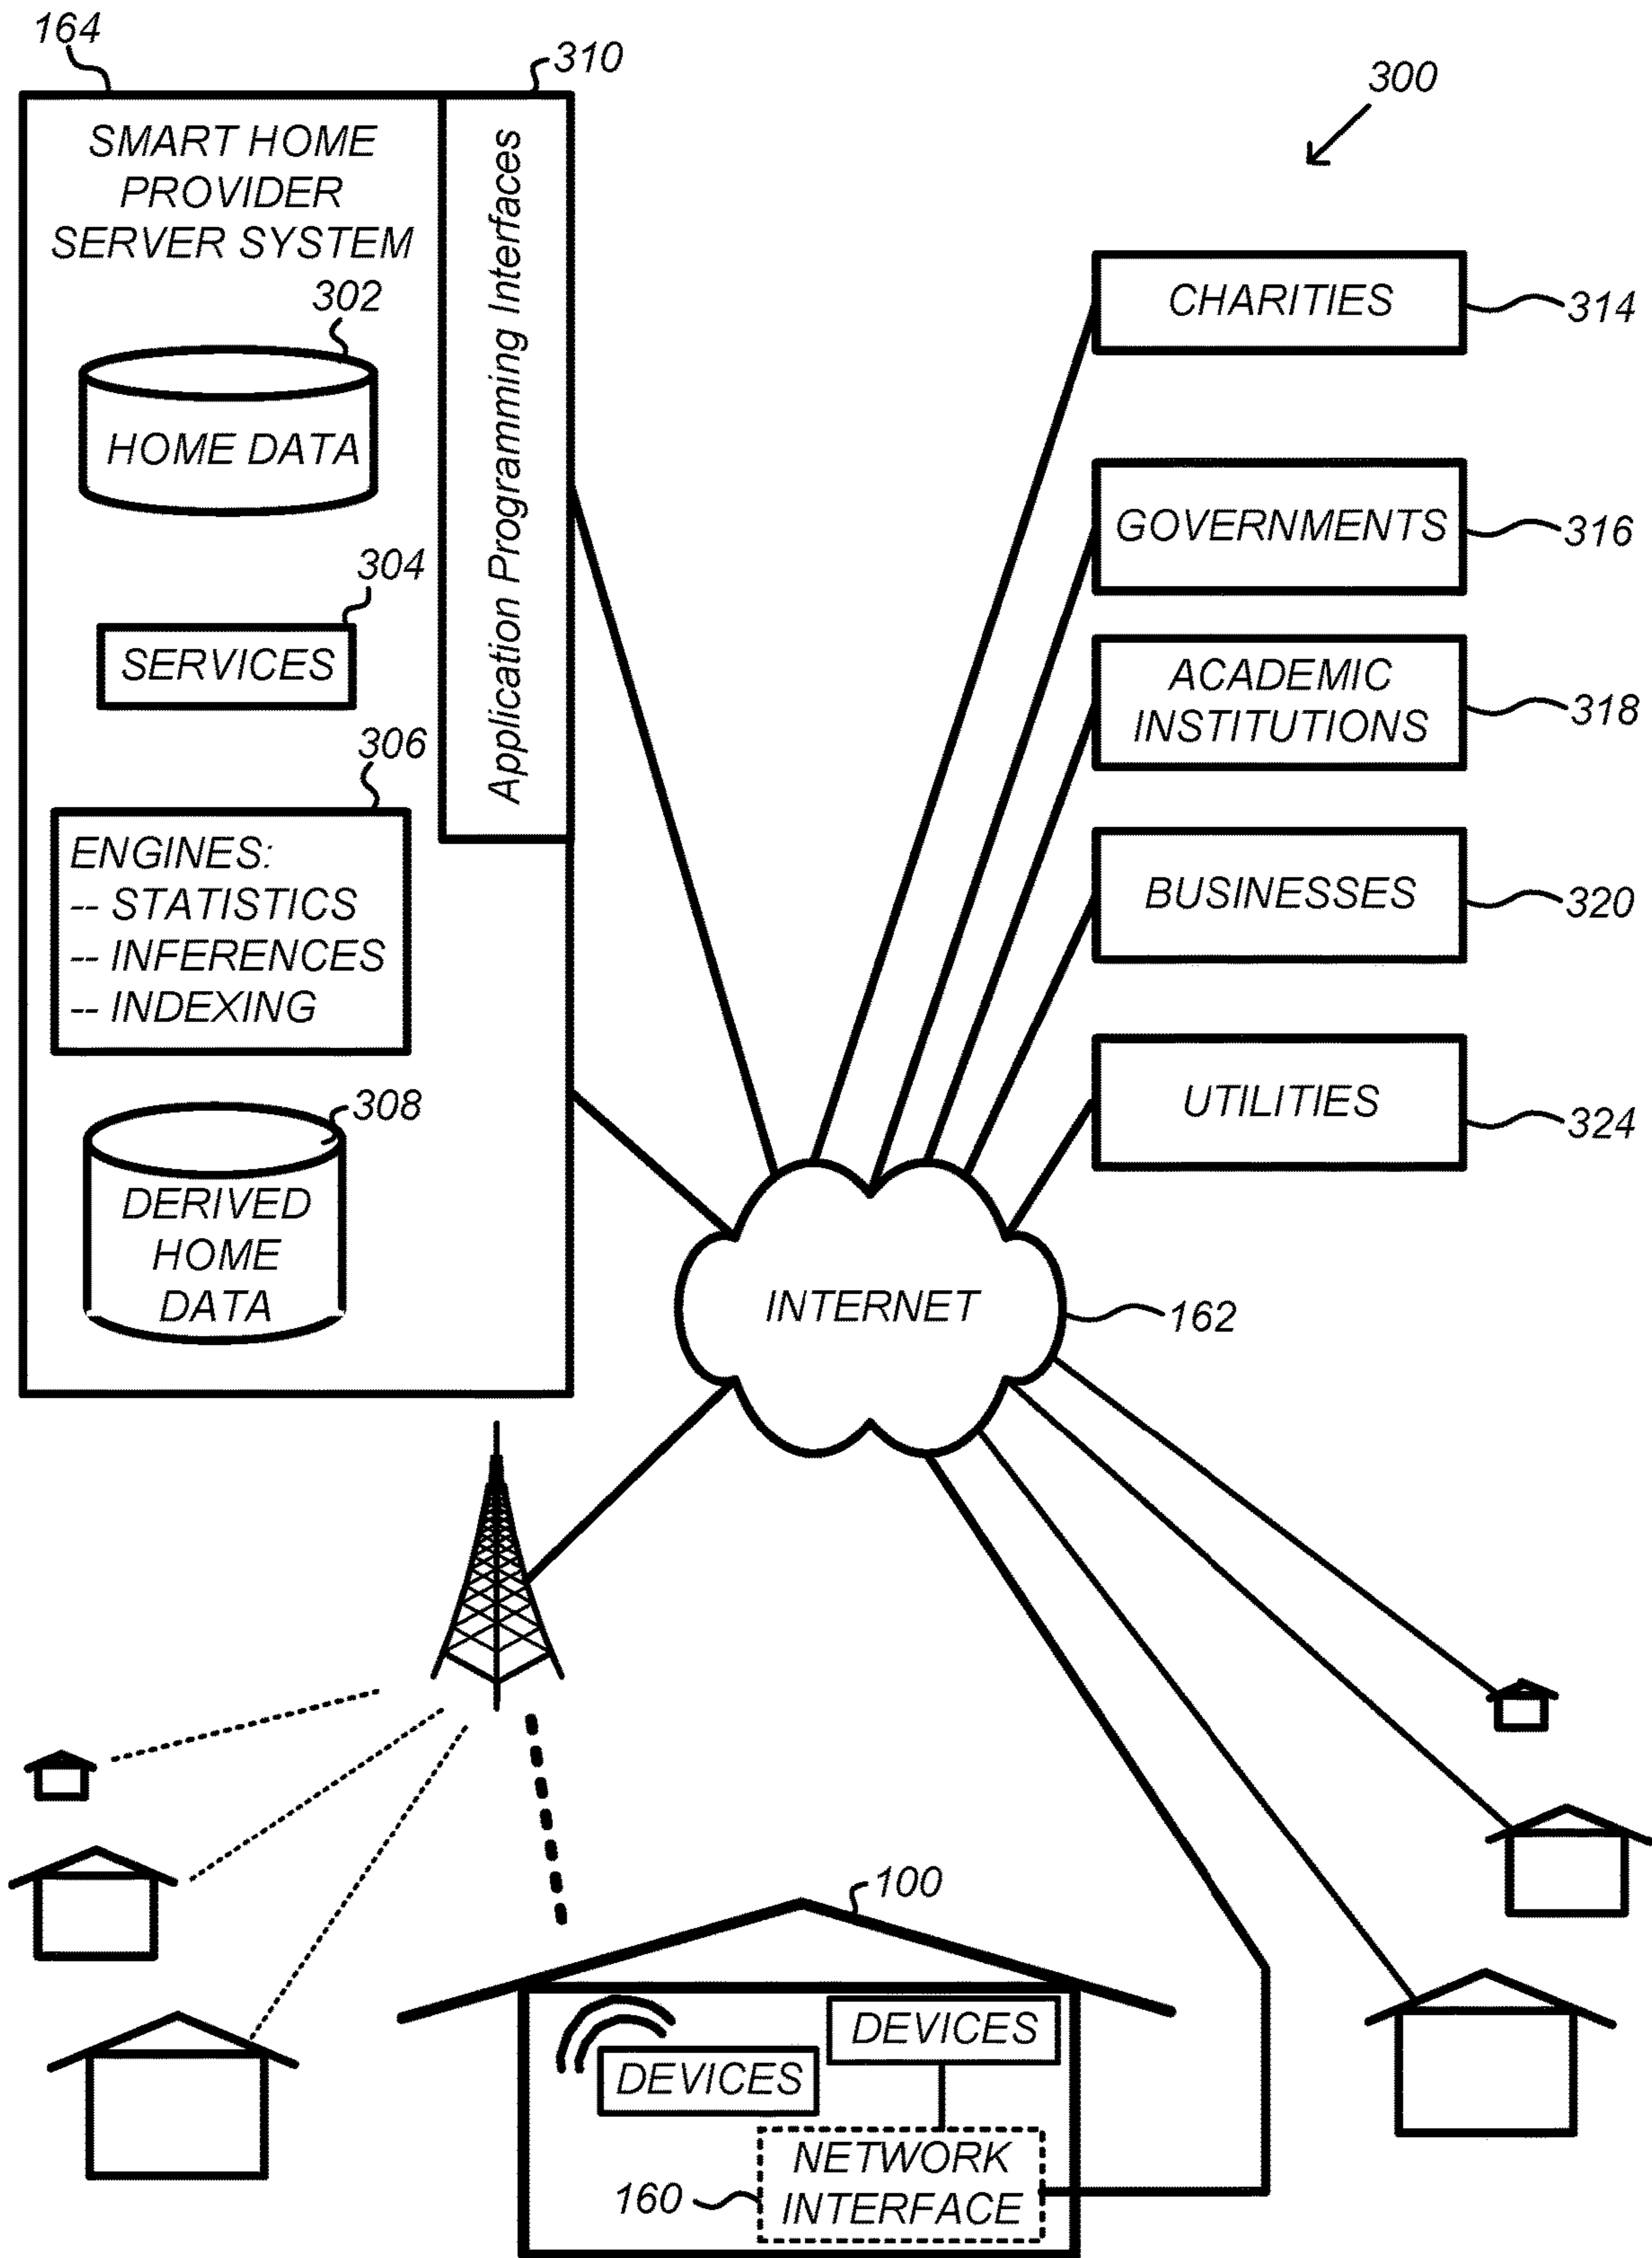 164
310
300
SMART HOME
PROVIDER
SERVER SYSTEM
Application Programming Interfaces
302
HOME DATA
304
SERVICES
306
ENGINES:
-- STATISTICS
-- INFERENCES
-- INDEXING
308
DERIVED
HOME
DATA
CHARITIES
314
GOVERNMENTS
316
ACADEMIC
INSTITUTIONS
318
BUSINESSES
320
UTILITIES
324
INTERNET
162
100
DEVICES
DEVICES
NETWORK
INTERFACE
160